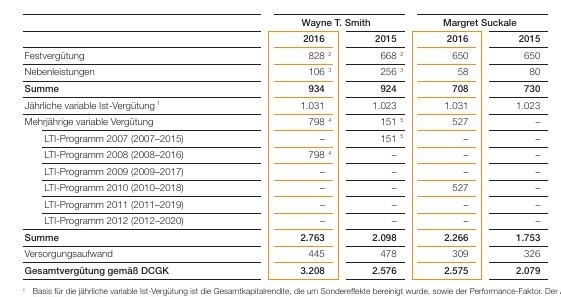 Wayne T. Smith Margret Suckale
2016 2015 2016 2015
Festvergütung 828 ² 668 ² 650 650
Nebenleistungen 106 ³ 256 ³ 58 80
Summe 934 924 708 730
Jährliche variable Ist-Vergütung ¹ 1.031 1.023 1.031 1.023
Mehrjährige variable Vergütung 798 ⁴ 151 ⁵ 527 –
LTI-Programm 2007 (2007–2015) – 151 ⁵ – –
LTI-Programm 2008 (2008–2016) 798 ⁴ – – –
LTI-Programm 2009 (2009–2017) – – – –
LTI-Programm 2010 (2010–2018) – – 527 –
LTI-Programm 2011 (2011–2019) – – – –
LTI-Programm 2012 (2012–2020) – – – –
Summe 2.763 2.098 2.266 1.753
Versorgungsaufwand 445 478 309 326
Gesamtvergütung gemäß DCGK 3.208 2.576 2.575 2.079
¹ Basis für die jährliche variable Ist-Vergütung ist die Gesamtkapitalrendite, die um Sondereffekte bereinigt wurde, sowie der Performance-Faktor. Der